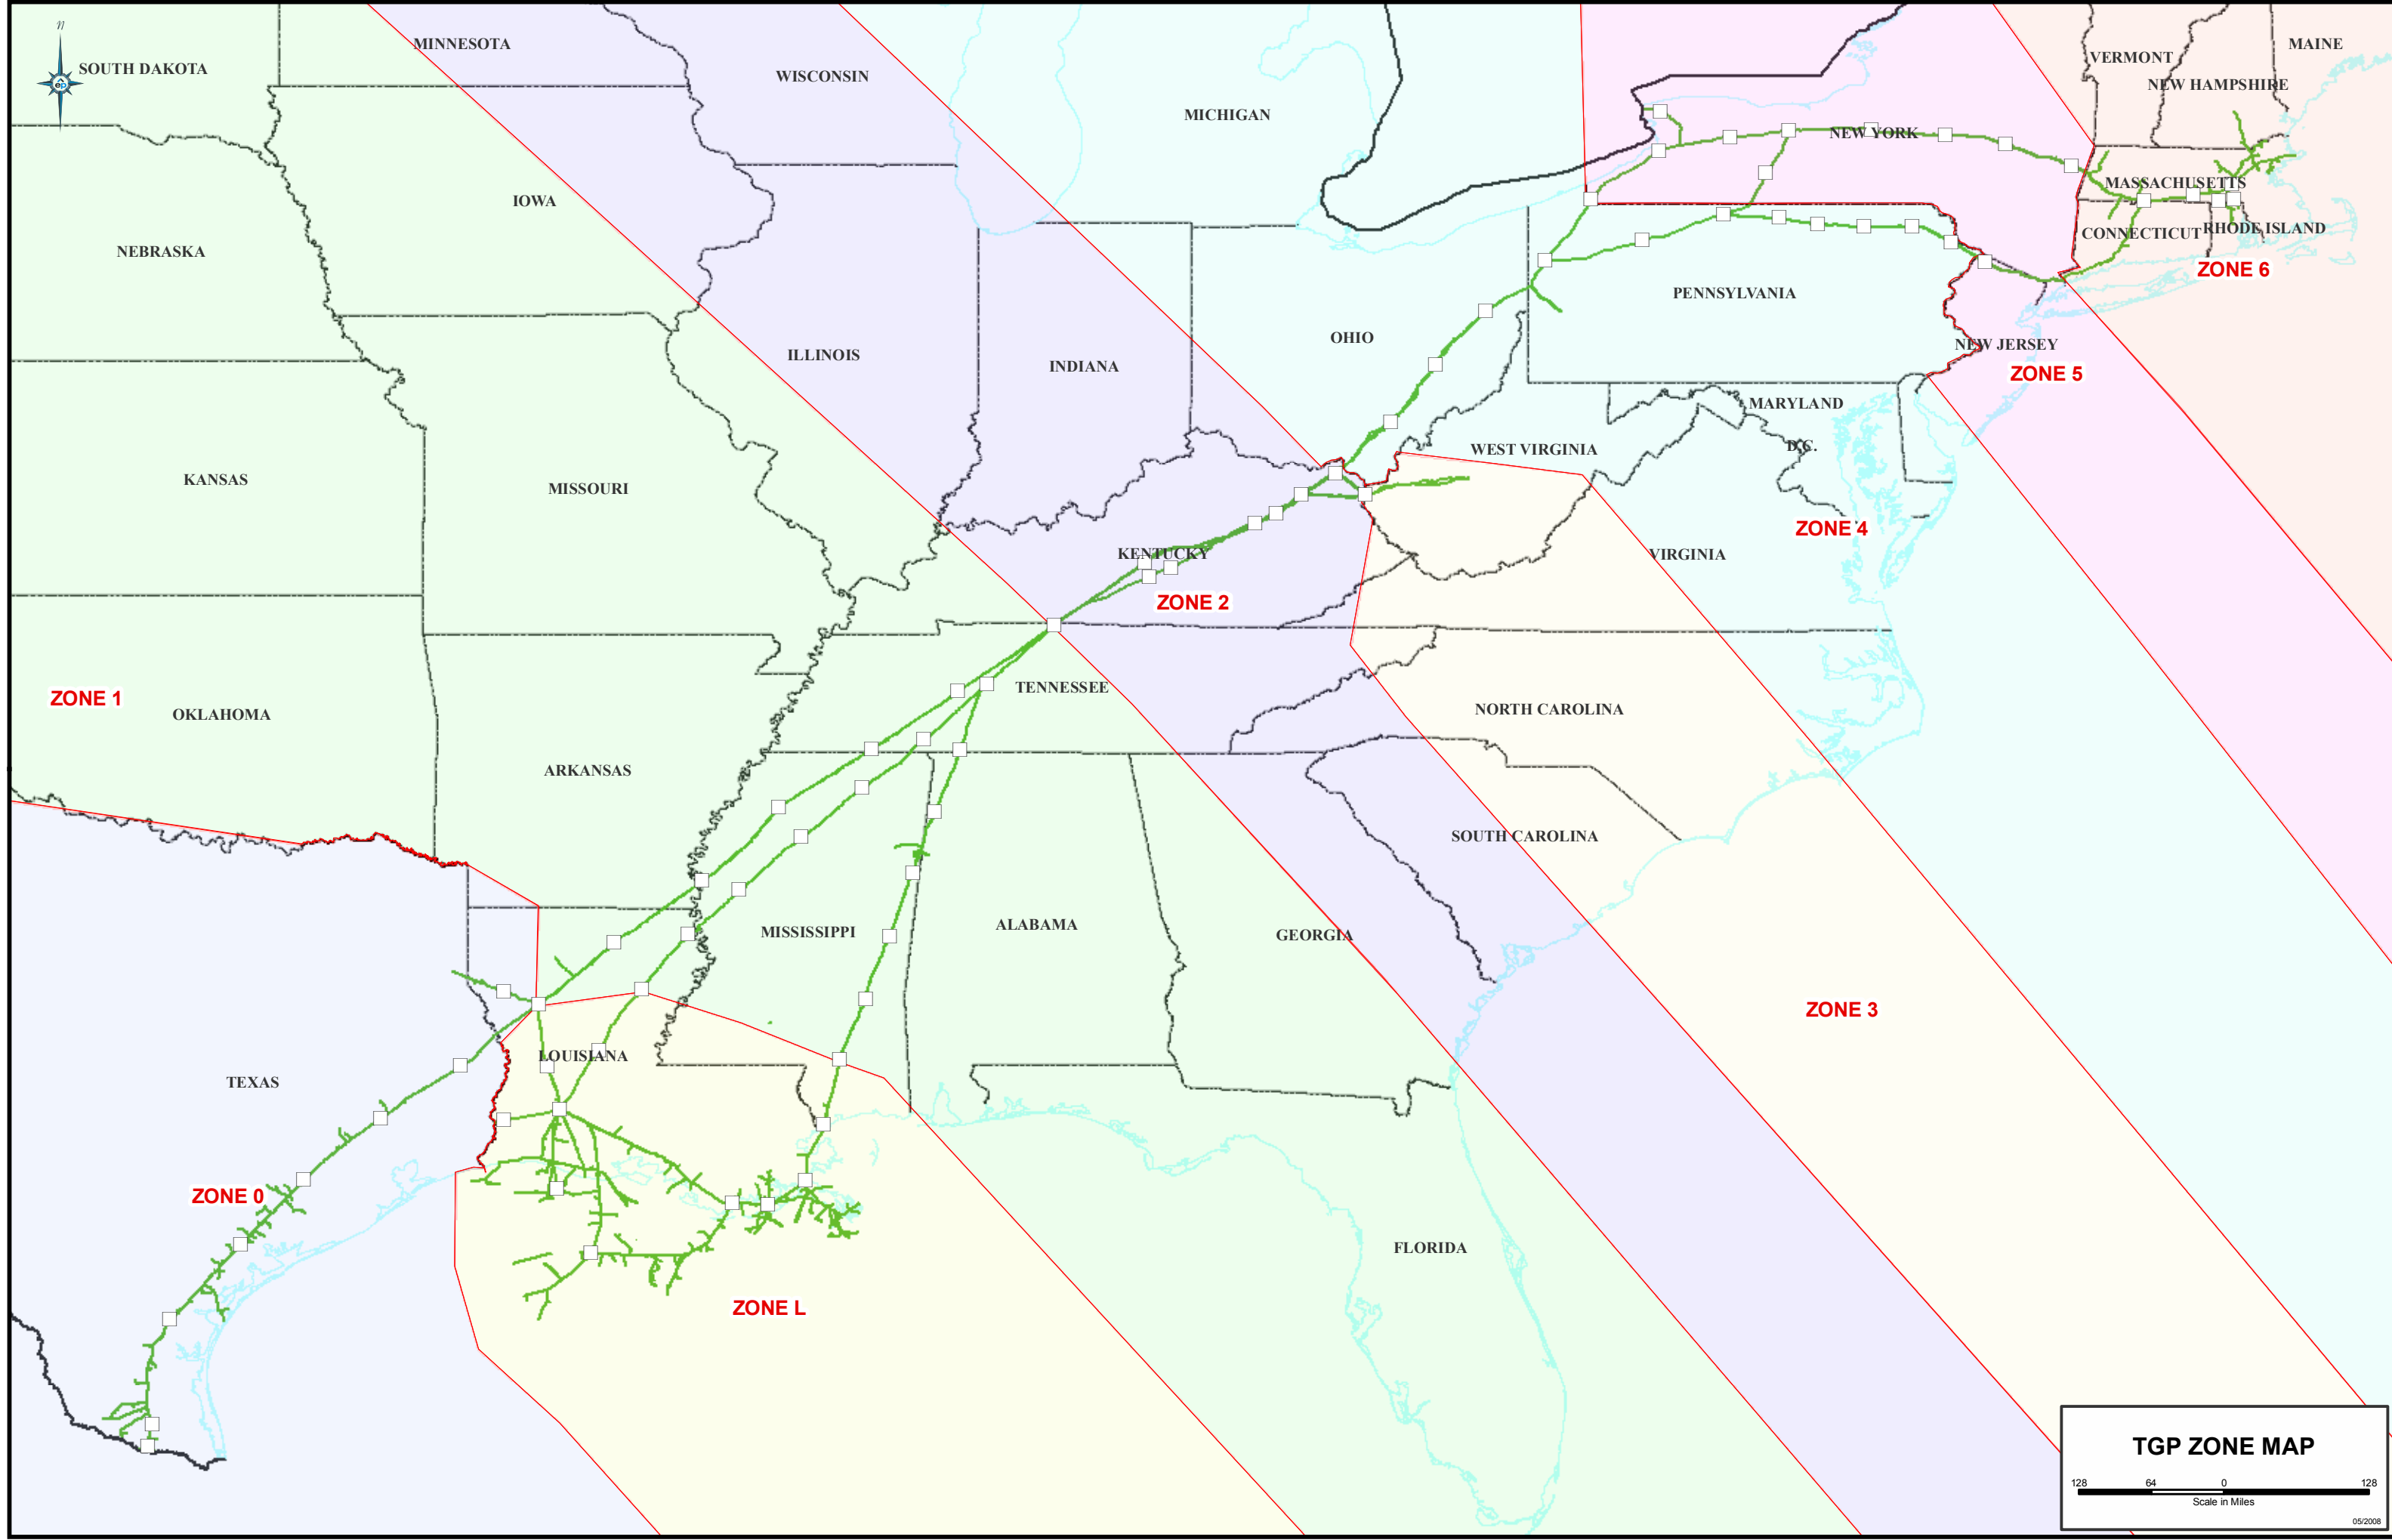 n
ep
MINNESOTA
SOUTH DAKOTA
WISCONSIN
MICHIGAN
VERMONT
MAINE
NEW HAMPSHIRE
NEW YORK
IOWA
MASSACHUSETTS
NEBRASKA
CONNECTICUT
RHODE ISLAND
ZONE 6
PENNSYLVANIA
OHIO
ILLINOIS
INDIANA
NEW JERSEY
ZONE 5
MARYLAND
D.C.
WEST VIRGINIA
KANSAS
MISSOURI
ZONE 4
KENTUCKY
VIRGINIA
ZONE 2
ZONE 1
OKLAHOMA
TENNESSEE
NORTH CAROLINA
ARKANSAS
SOUTH CAROLINA
MISSISSIPPI
ALABAMA
GEORGIA
ZONE 3
LOUISIANA
TEXAS
ZONE 0
FLORIDA
ZONE L
TGP ZONE MAP
128 64 0 128
Scale in Miles
05/2008